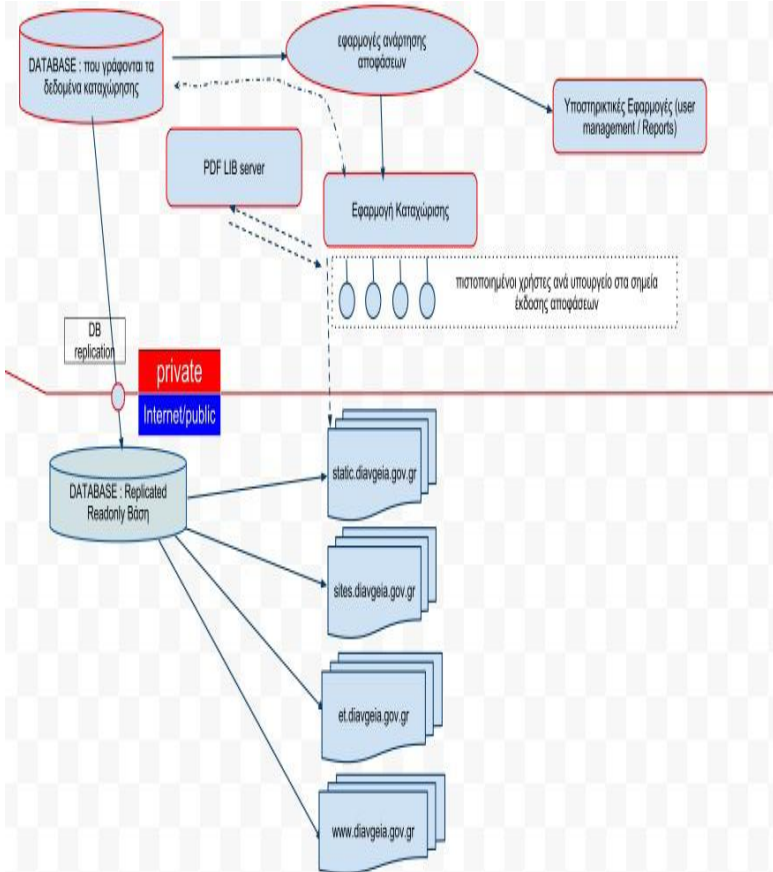 DATABASE : που γράφονται τα
δεδομένα καταχώρησης
εφαρμογές ανάρτησης
αποφάσεων
Υποστηρικτικές Εφαρμογές (user
management / Reports)
PDF LIB server
Εφαρμογή Καταχώρισης
πιστοποιημένοι χρήστες ανά υπουργείο στα σημεία
έκδοσης αποφάσεων
DB
replication
private
Internet/public
DATABASE : Replicated
Readonly Βάση
static.diavgeia.gov.gr
sites.diavgeia.gov.gr
et.diavgeia.gov.gr
www.diavgeia.gov.gr